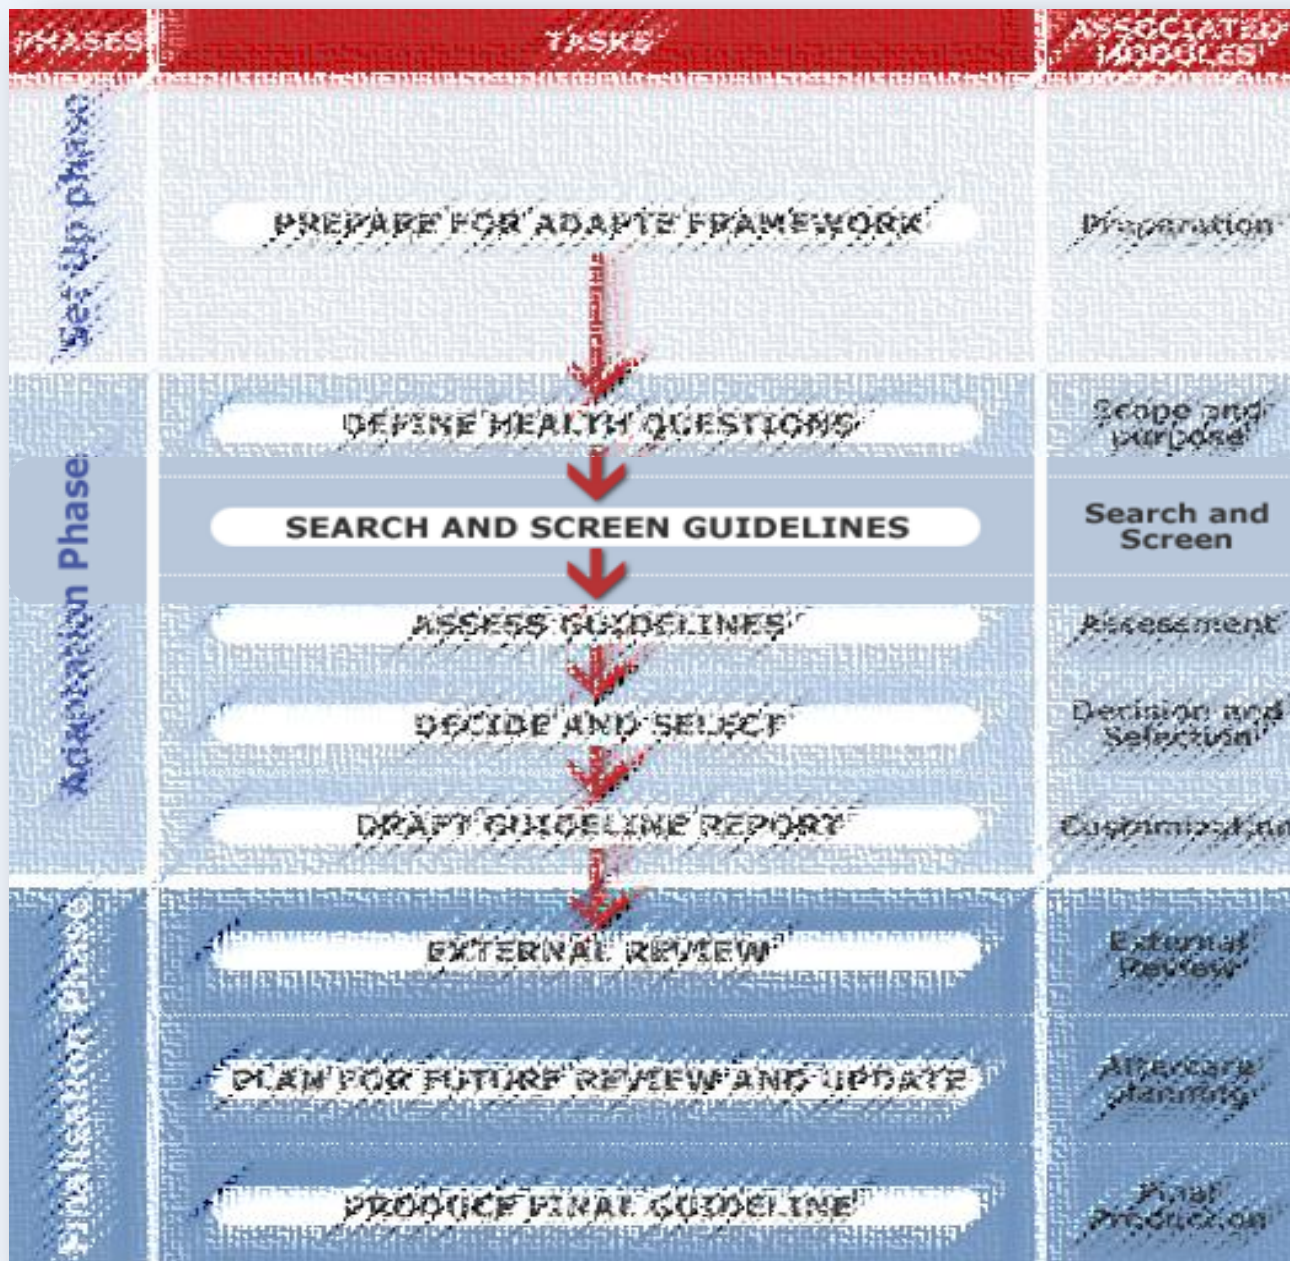 PHASES
TASKS
ASSOCIATED
MODULES
Set Up phase
PREPARE FOR ADAPTE FRAMEWORK
Preparation
Adaptation Phase
DEFINE HEALTH QUESTIONS
Scope and
purpose
SEARCH AND SCREEN GUIDELINES
Search and
Screen
ASSESS GUIDELINES
Assessment
DECIDE AND SELECT
Decision and
Selection
DRAFT GUIDELINE REPORT
Customization
Finalisation Phase
EXTERNAL REVIEW
External
Review
PLAN FOR FUTURE REVIEW AND UPDATE
Aftercare
planning
PRODUCE FINAL GUIDELINE
Final
Production